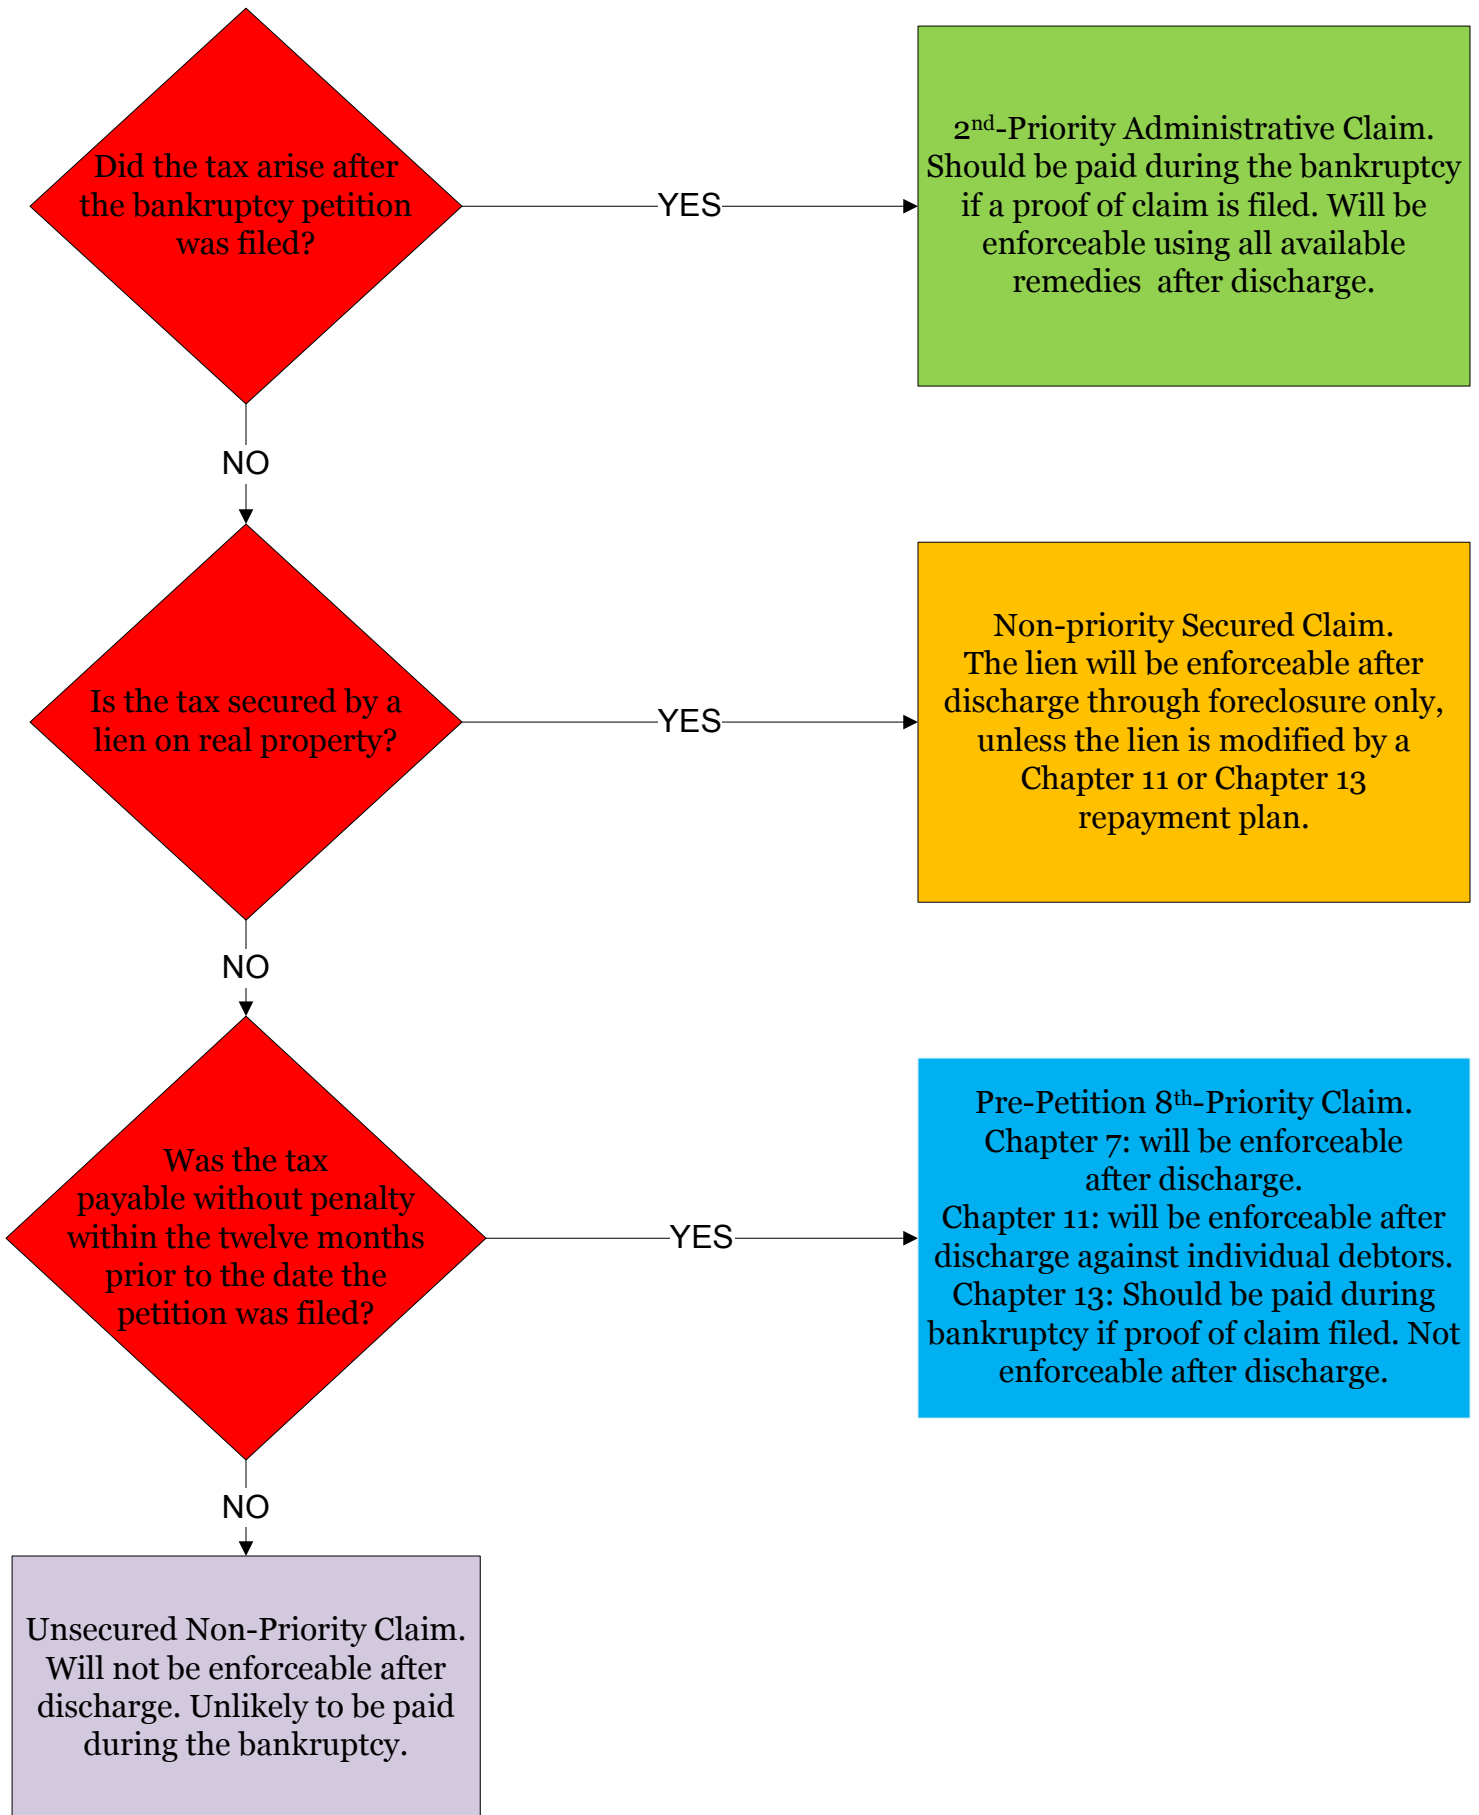 Did the tax arise after
the bankruptcy petition
was filed?
YES
2nd-Priority Administrative Claim.
Should be paid during the bankruptcy
if a proof of claim is filed. Will be
enforceable using all available
remedies  after discharge.
NO
Is the tax secured by a
lien on real property?
YES
Non-priority Secured Claim.
The lien will be enforceable after
discharge through foreclosure only,
unless the lien is modified by a
Chapter 11 or Chapter 13
repayment plan.
NO
Was the tax
payable without penalty
within the twelve months
prior to the date the
petition was filed?
YES
Pre-Petition 8th-Priority Claim.
Chapter 7: will be enforceable
after discharge.
Chapter 11: will be enforceable after
discharge against individual debtors.
Chapter 13: Should be paid during
bankruptcy if proof of claim filed. Not
enforceable after discharge.
NO
Unsecured Non-Priority Claim.
Will not be enforceable after
discharge. Unlikely to be paid
during the bankruptcy.